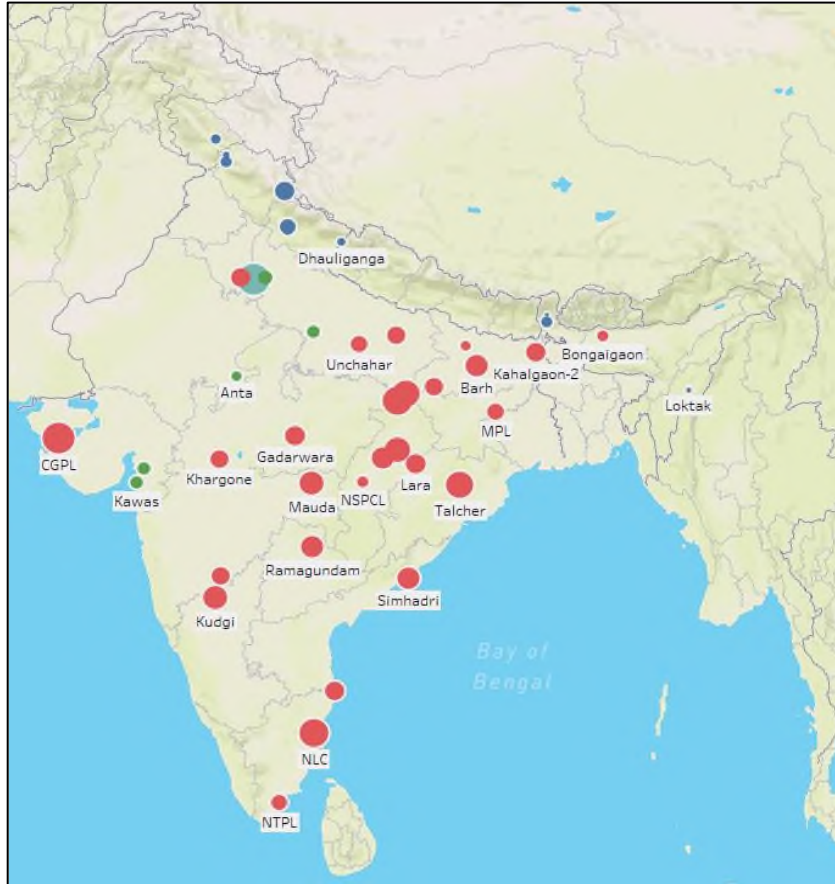 Dhauliganga
Unchahar
Bongaigaon
Kahalgaon-2
Barh
Anta
Loktak
MPL
CGPL
Gadarwara
Khargone
Lara
Kawas
Mauda
NSPCL
Talcher
Ramagundam
Simhadri
Kudgi
Bay of
Bengal
NLC
NTPL